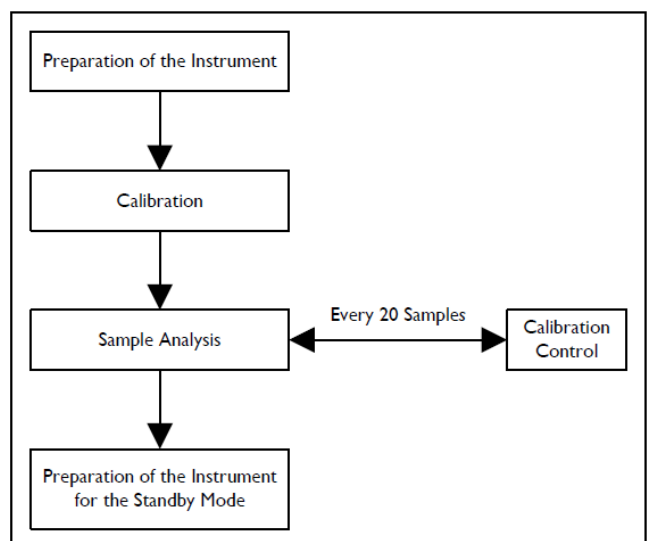 Preparation of the Instrument
Calibration
Every 20 Samples
Sample Analysis
Calibration
Control
Preparation of the Instrument
for the Standby Mode